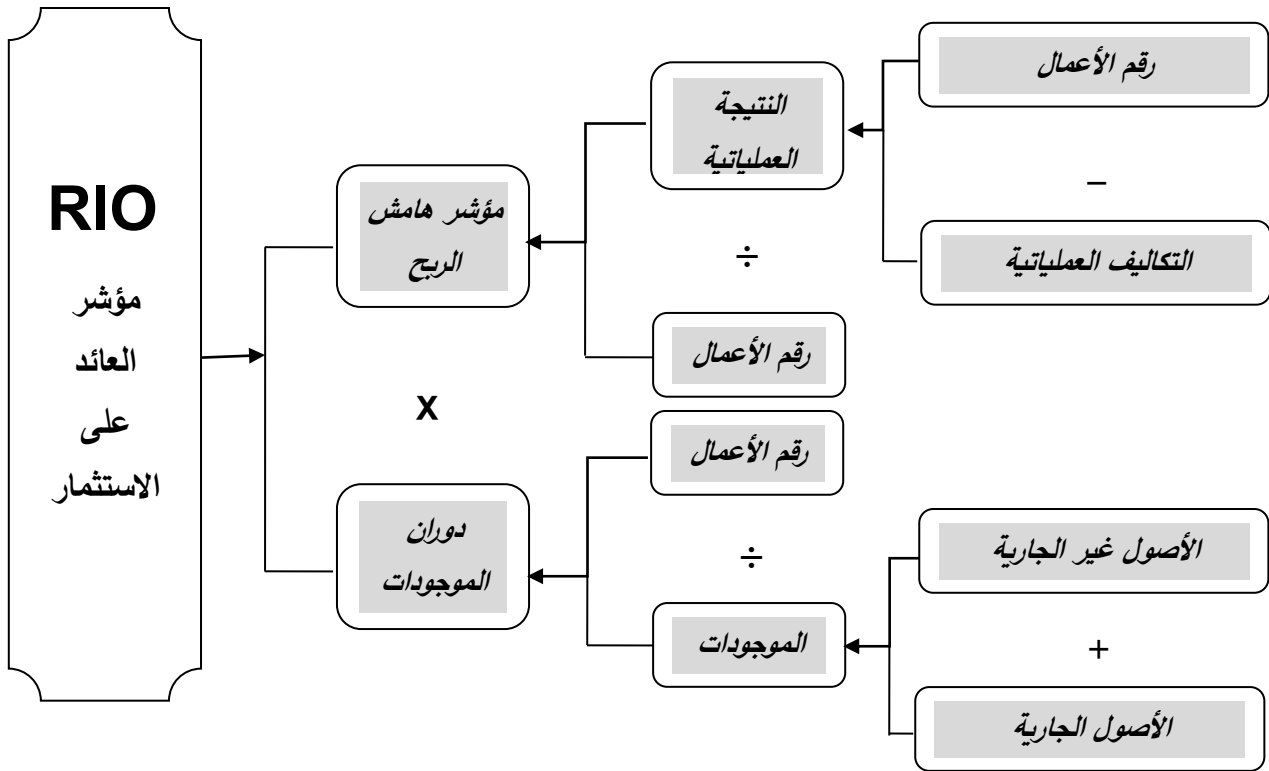 RIO
مؤشر
العائد
على
الاستثمار
مؤشر هامش
الربح
x
دوران
الموجودات
النتيجة
العملياتية
÷
رقم الأعمال
رقم الأعمال
÷
الموجودات
رقم الأعمال
–
التكاليف العملياتية
الأصول غير الجارية
+
الأصول الجارية